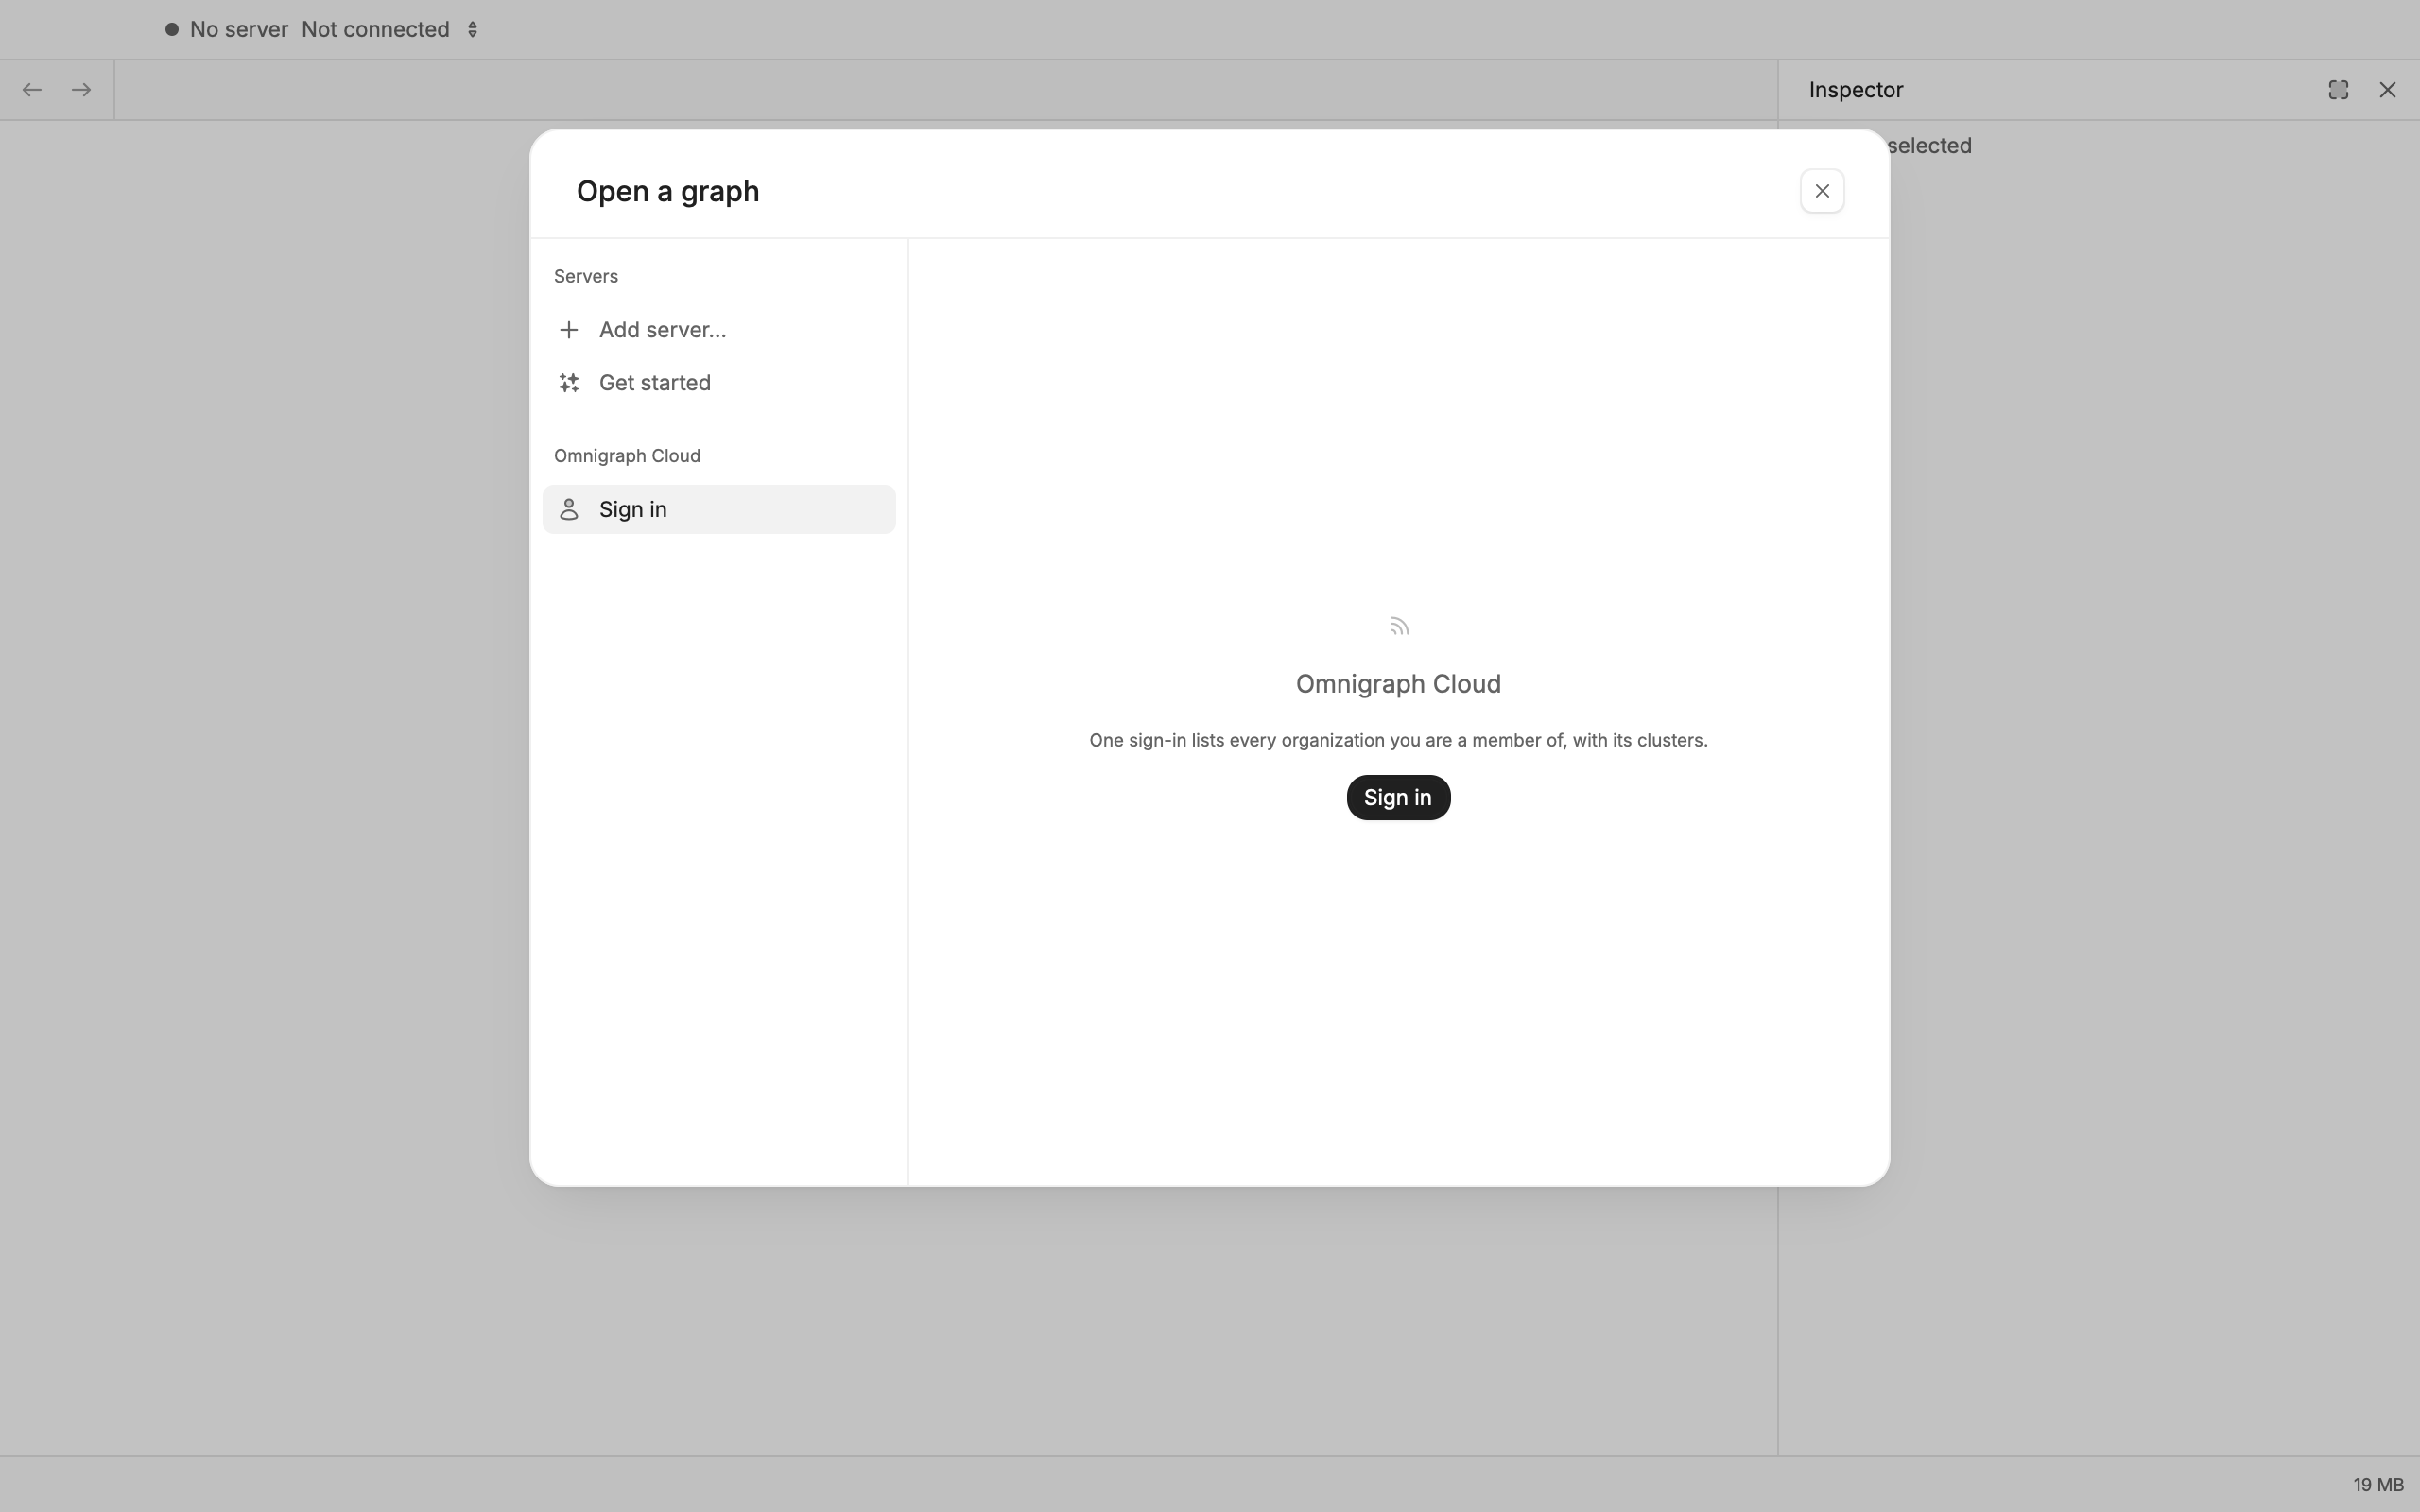 No server Not connected
Inspector
selected
Open a graph
Servers
Add server...
Get started
Omnigraph Cloud
Sign in
Omnigraph Cloud
One sign-in lists every organization you are a member of, with its clusters.
Sign in
19 MB